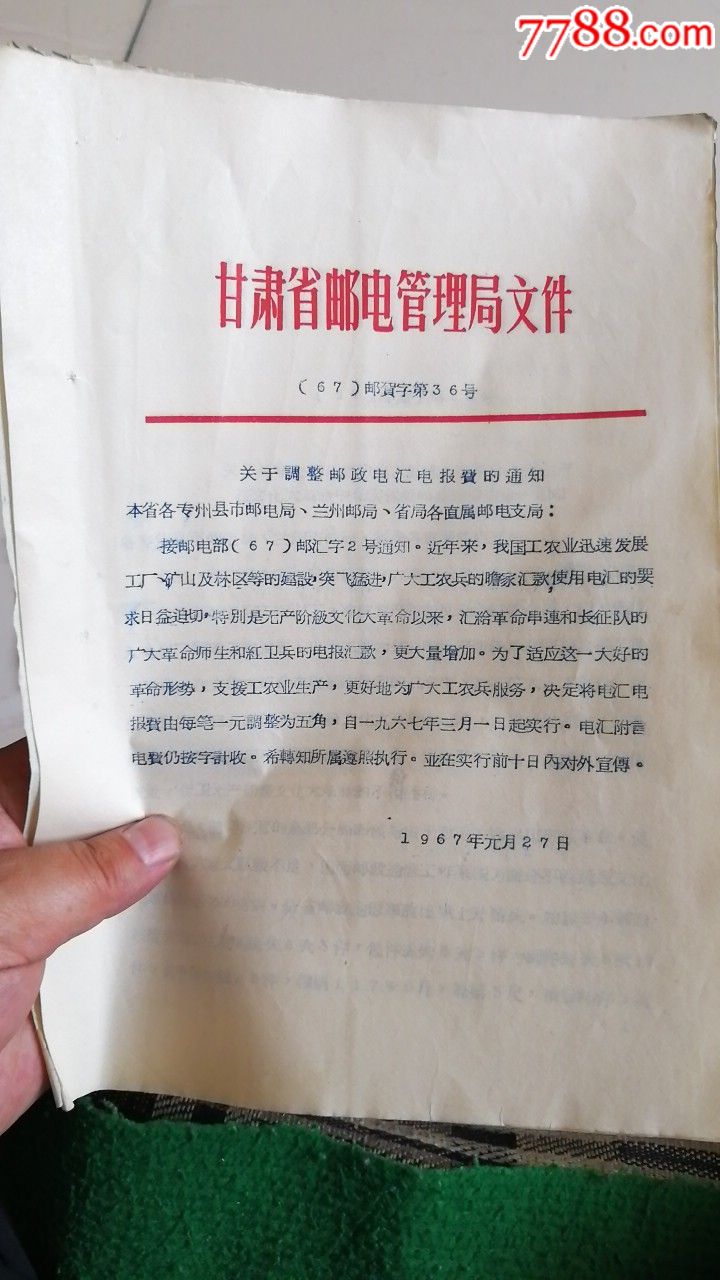 7788.com
甘肃省邮电管理局文件
(67)邮賀字第36号
关于調整邮政电汇电报費的通知
本省各专州县市邮电局、兰州邮局、省局各直属邮电支局：
接邮电部(67)邮汇字2号通知。近年来，我国工农业迅速发展
工厂、矿山及林区等的建設，突飞猛进，广大工农兵的瞻家汇款，使用电汇的要
求日益迫切，特別是无产阶級文化大革命以来，汇给革命串連和长征队的
广大革命师生和紅卫兵的电报汇款，更大量增加。为了适应这一大好的
革命形势，支援工农业生产，更好地为广大工农兵服务，决定将电汇电
报費由每笔一元調整为五角，自一九六七年三月一日起实行。电汇附言
电費仍按字計收。希轉知所属遵照执行。並在实行前十日內对外宣傳。
1967年元月27日